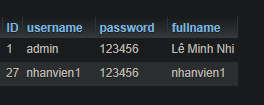 ID username password fullname
1 admin 123456 Lê Minh Nhi
27 nhanvien1 123456 nhanvien1